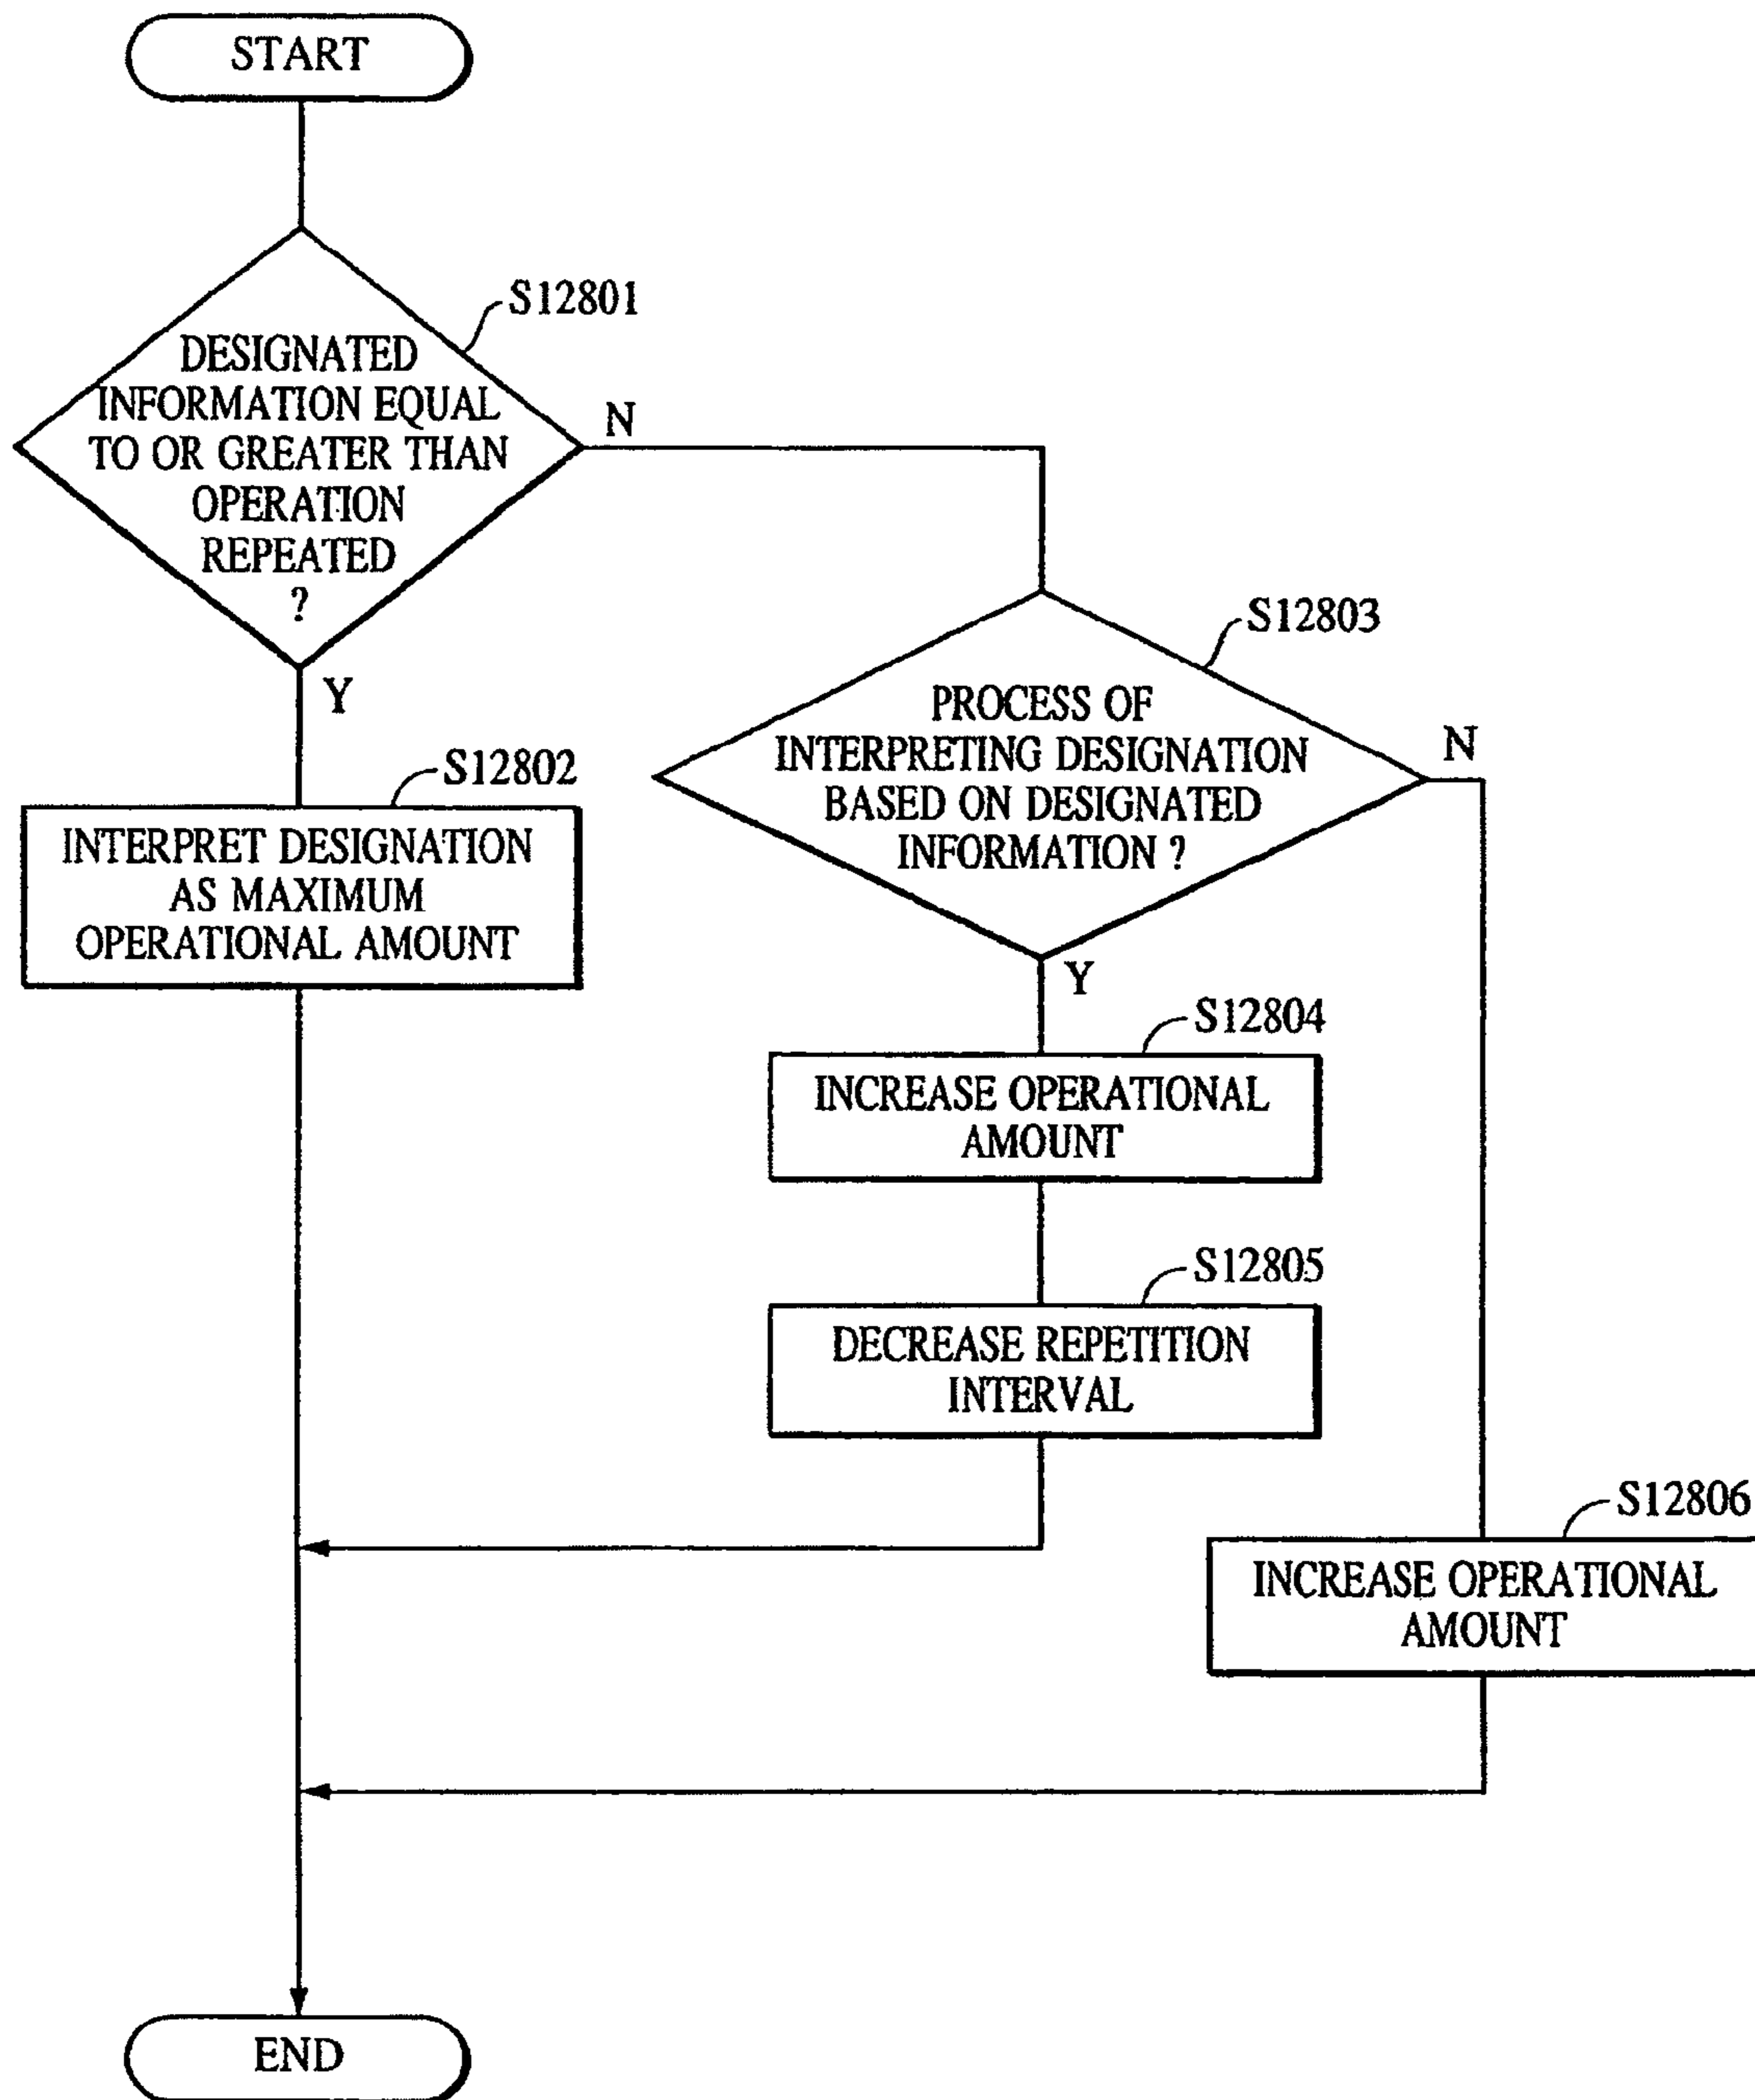 START
S12801
DESIGNATED
INFORMATION EQUAL
TO OR GREATER THAN
OPERATION
REPEATED
?
N
Y
S12802
INTERPRET DESIGNATION
AS MAXIMUM
OPERATIONAL AMOUNT
S12803
PROCESS OF
INTERPRETING DESIGNATION
BASED ON DESIGNATED
INFORMATION ?
N
Y
S12804
INCREASE OPERATIONAL
AMOUNT
S12805
DECREASE REPETITION
INTERVAL
S12806
INCREASE OPERATIONAL
AMOUNT
END